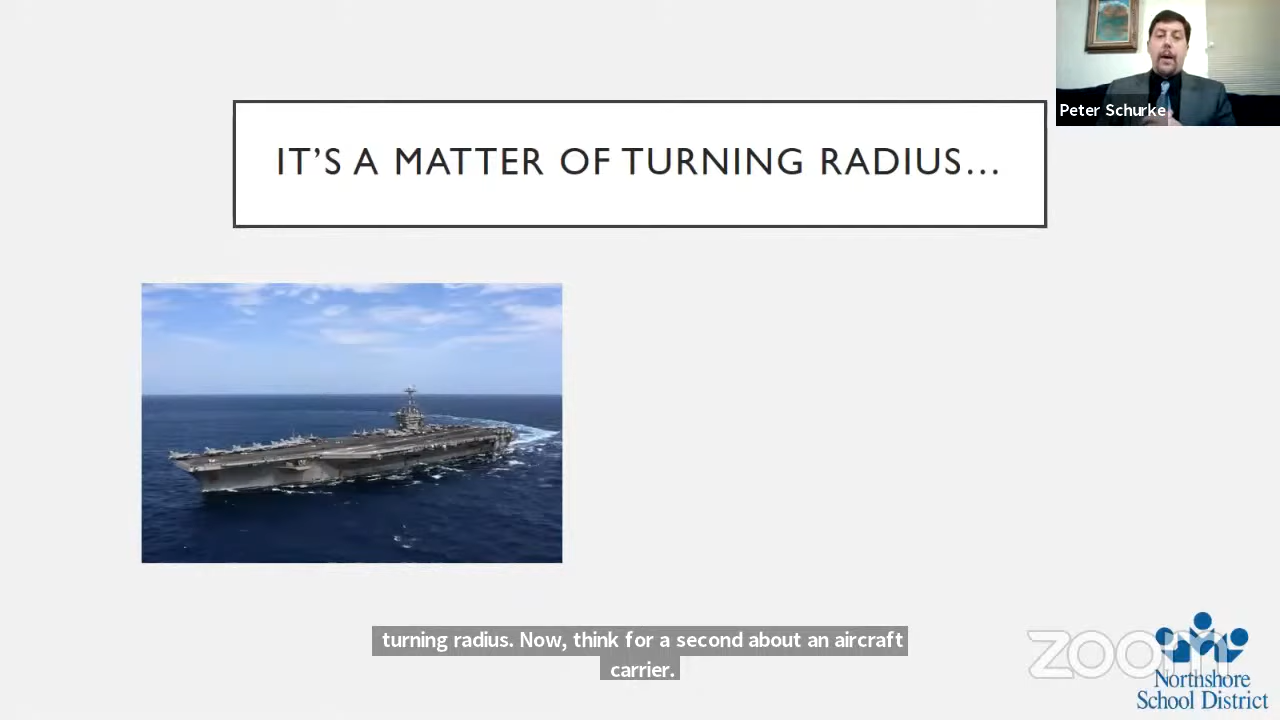 Peter Schurke
IT'S A MATTER OF TURNING RADIUS...
turning radius. Now, think for a second about an aircraft
carrier.
zoom
Northshore
School District